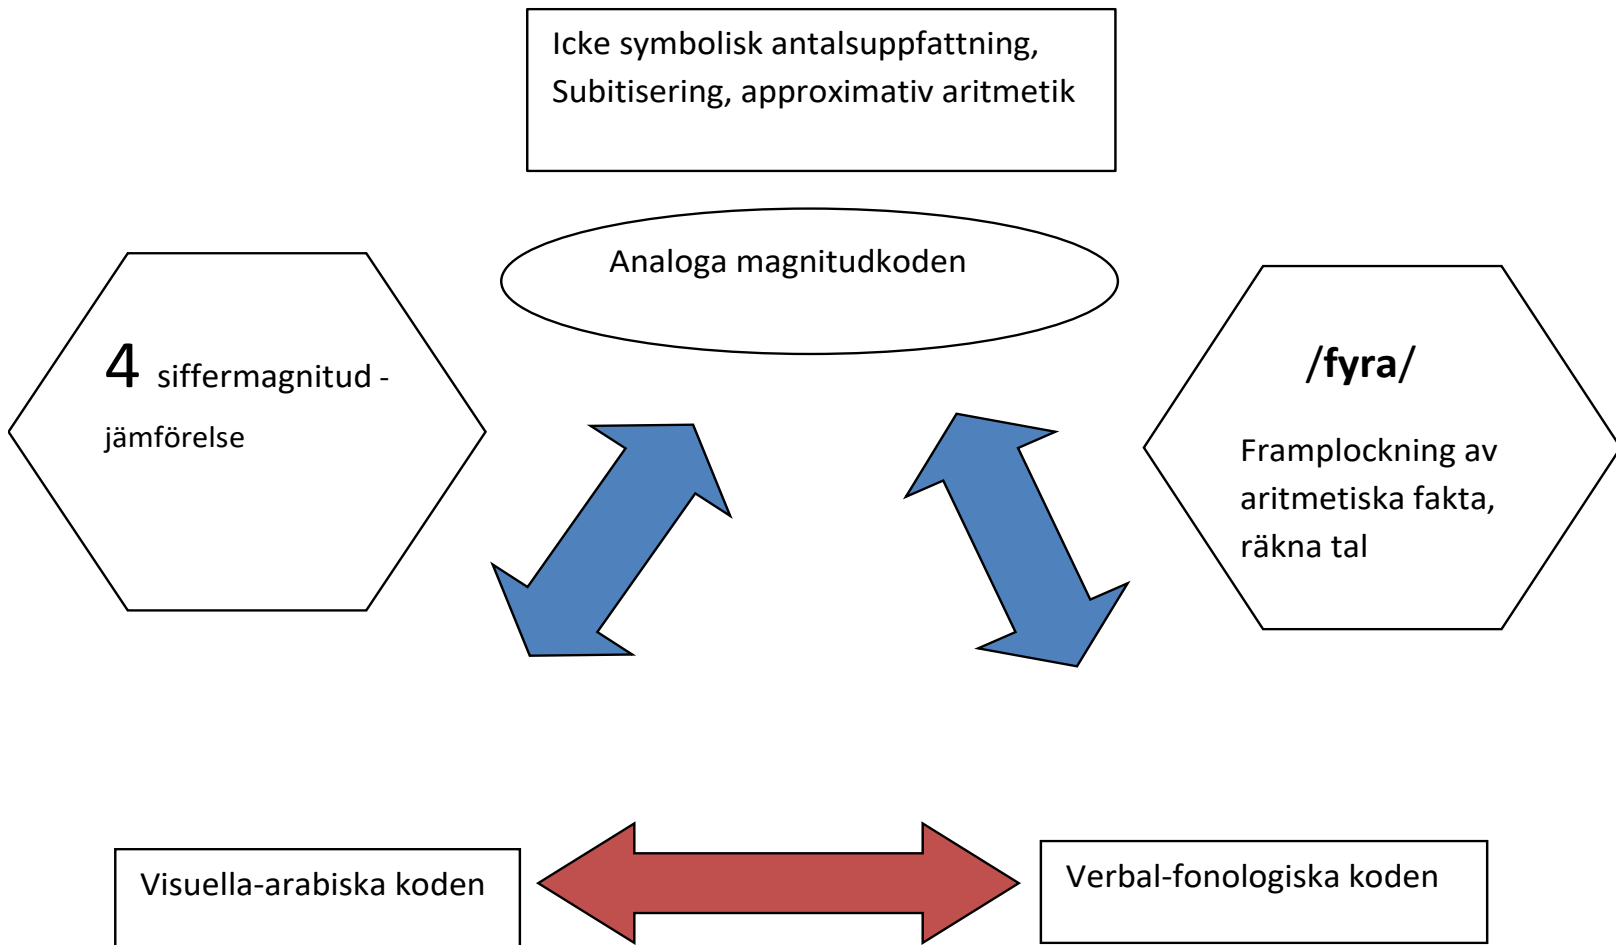 Icke symbolisk antalsuppfattning,
Subitisering, approximativ aritmetik
Analoga magnitudkoden
4 siffermagnitud -
jämförelse
/fyra/
Framplockning av
aritmetiska fakta,
räkna tal
Visuella-arabiska koden
Verbal-fonologiska koden